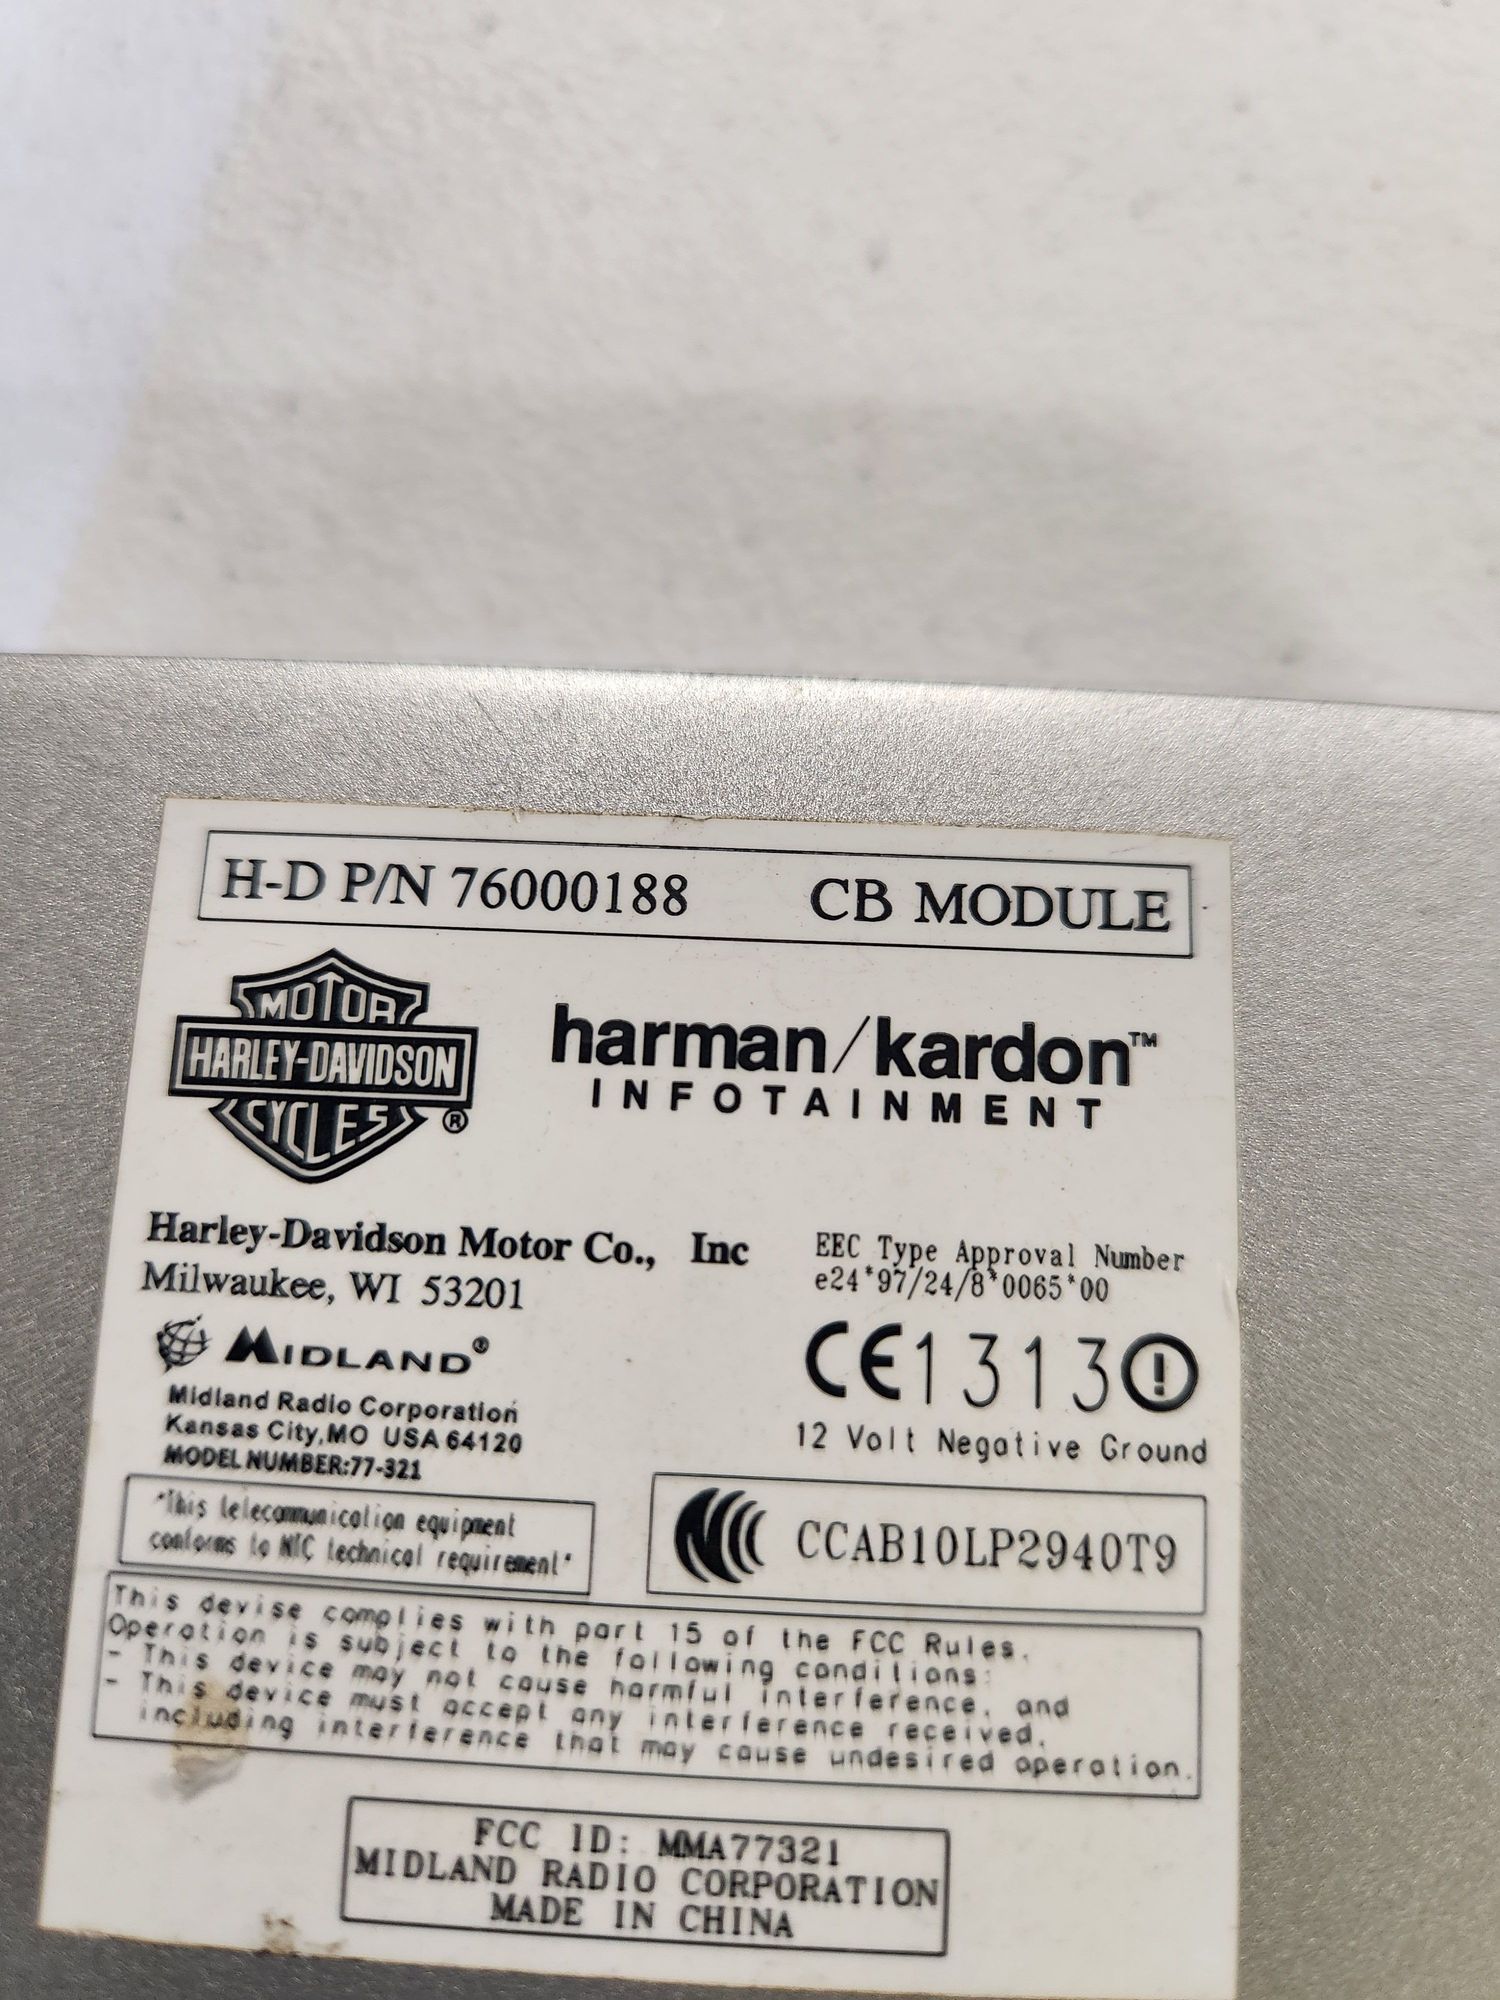 H-D P/N 76000188 CB MODULE
MOTOR
HARLEY-DAVIDSON
CYCLES ®
harman/kardon™
INFOTAINMENT
Harley-Davidson Motor Co., Inc
Milwaukee, WI 53201
EEC Type Approval Number
e24*97/24/8*0065*00
MIDLAND®
Midland Radio Corporation
Kansas City,MO USA 64120
MODEL NUMBER:77-321
CE1313
12 Volt Negative Ground
"This telecommunication equipment
conforms to NTC technical requirement"
CCAB10LP2940T9
This devise complies with part 15 of the FCC Rules.
Operation is subject to the following conditions:
- This device may not cause harmful interference, and
- This device must accept any interference received,
including interference that may cause undesired operation.
FCC ID: MMA77321
MIDLAND RADIO CORPORATION
MADE IN CHINA